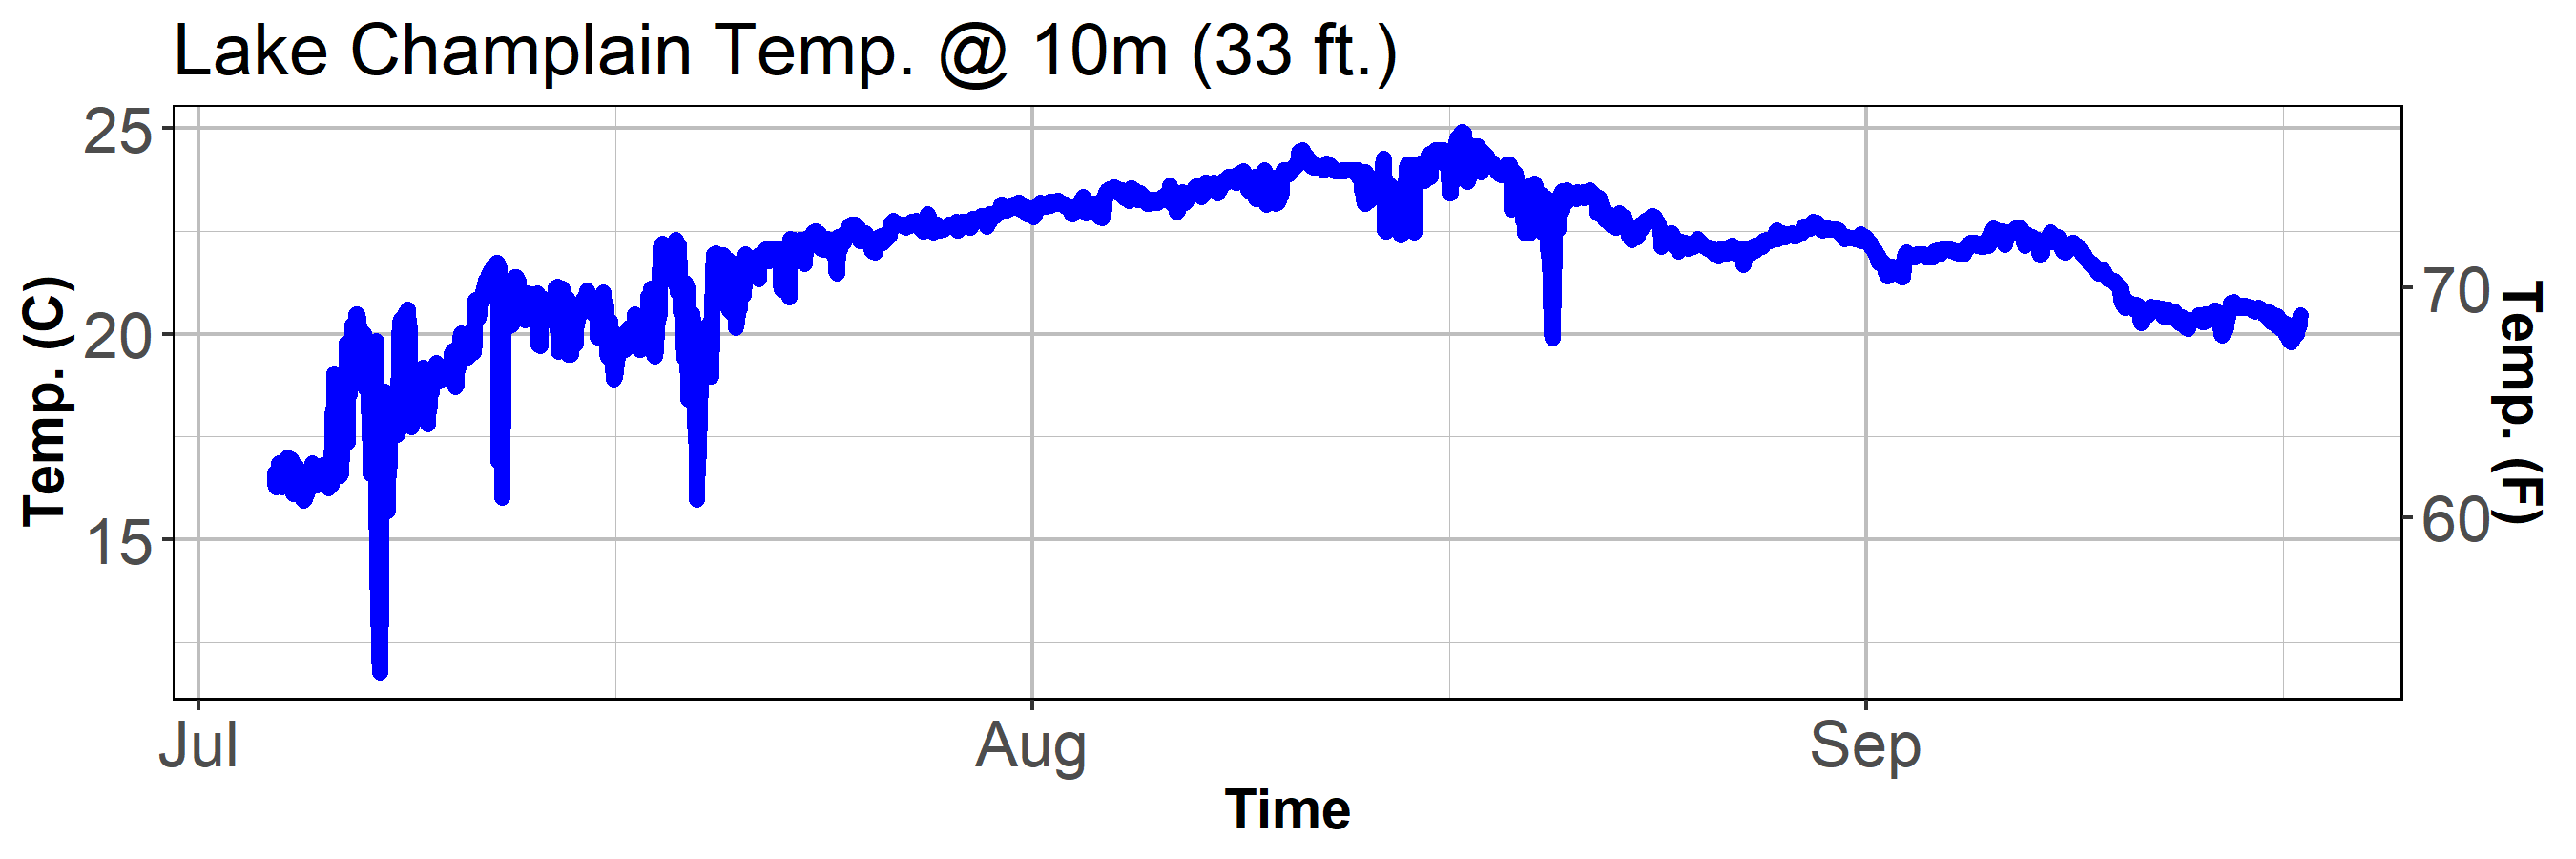 Lake Champlain Temp. @ 10m (33 ft.)
Temp. (C)
25
20
15
70
60
Temp. (F)
Jul
Aug
Sep
Time